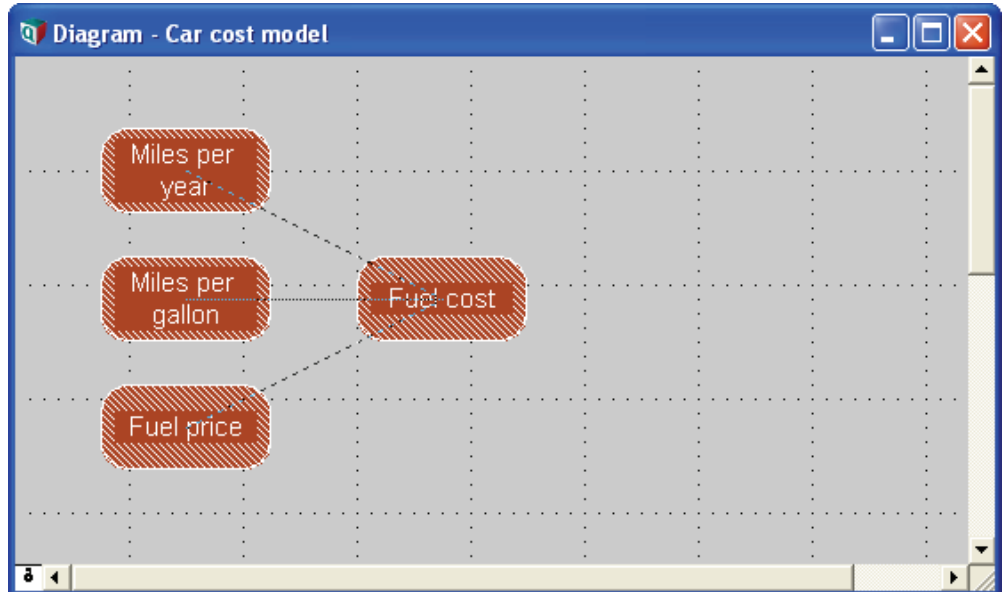 Diagram - Car cost model
Miles per
year
Miles per
gallon
Fuel cost
Fuel price